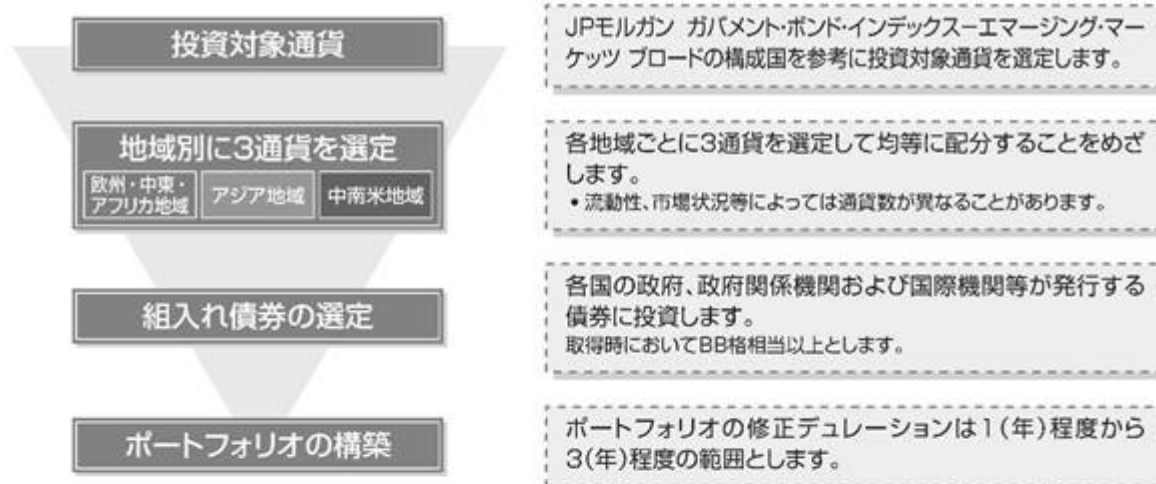 投資対象通貨
JPモルガン ガバメント・ボンド・インデックス－エマージング・マー
ケッツ ブロードの構成国を参考に投資対象通貨を選定します。
地域別に3通貨を選定
欧州・中東・
アフリカ地域
アジア地域
中南米地域
各地域ごとに3通貨を選定して均等に配分することをめざ
します。
• 流動性、市場状況等によっては通貨数が異なることがあります。
組入れ債券の選定
各国の政府、政府関係機関および国際機関等が発行する
債券に投資します。
取得時においてBB格相当以上とします。
ポートフォリオの構築
ポートフォリオの修正デュレーションは1(年)程度から
3(年)程度の範囲とします。